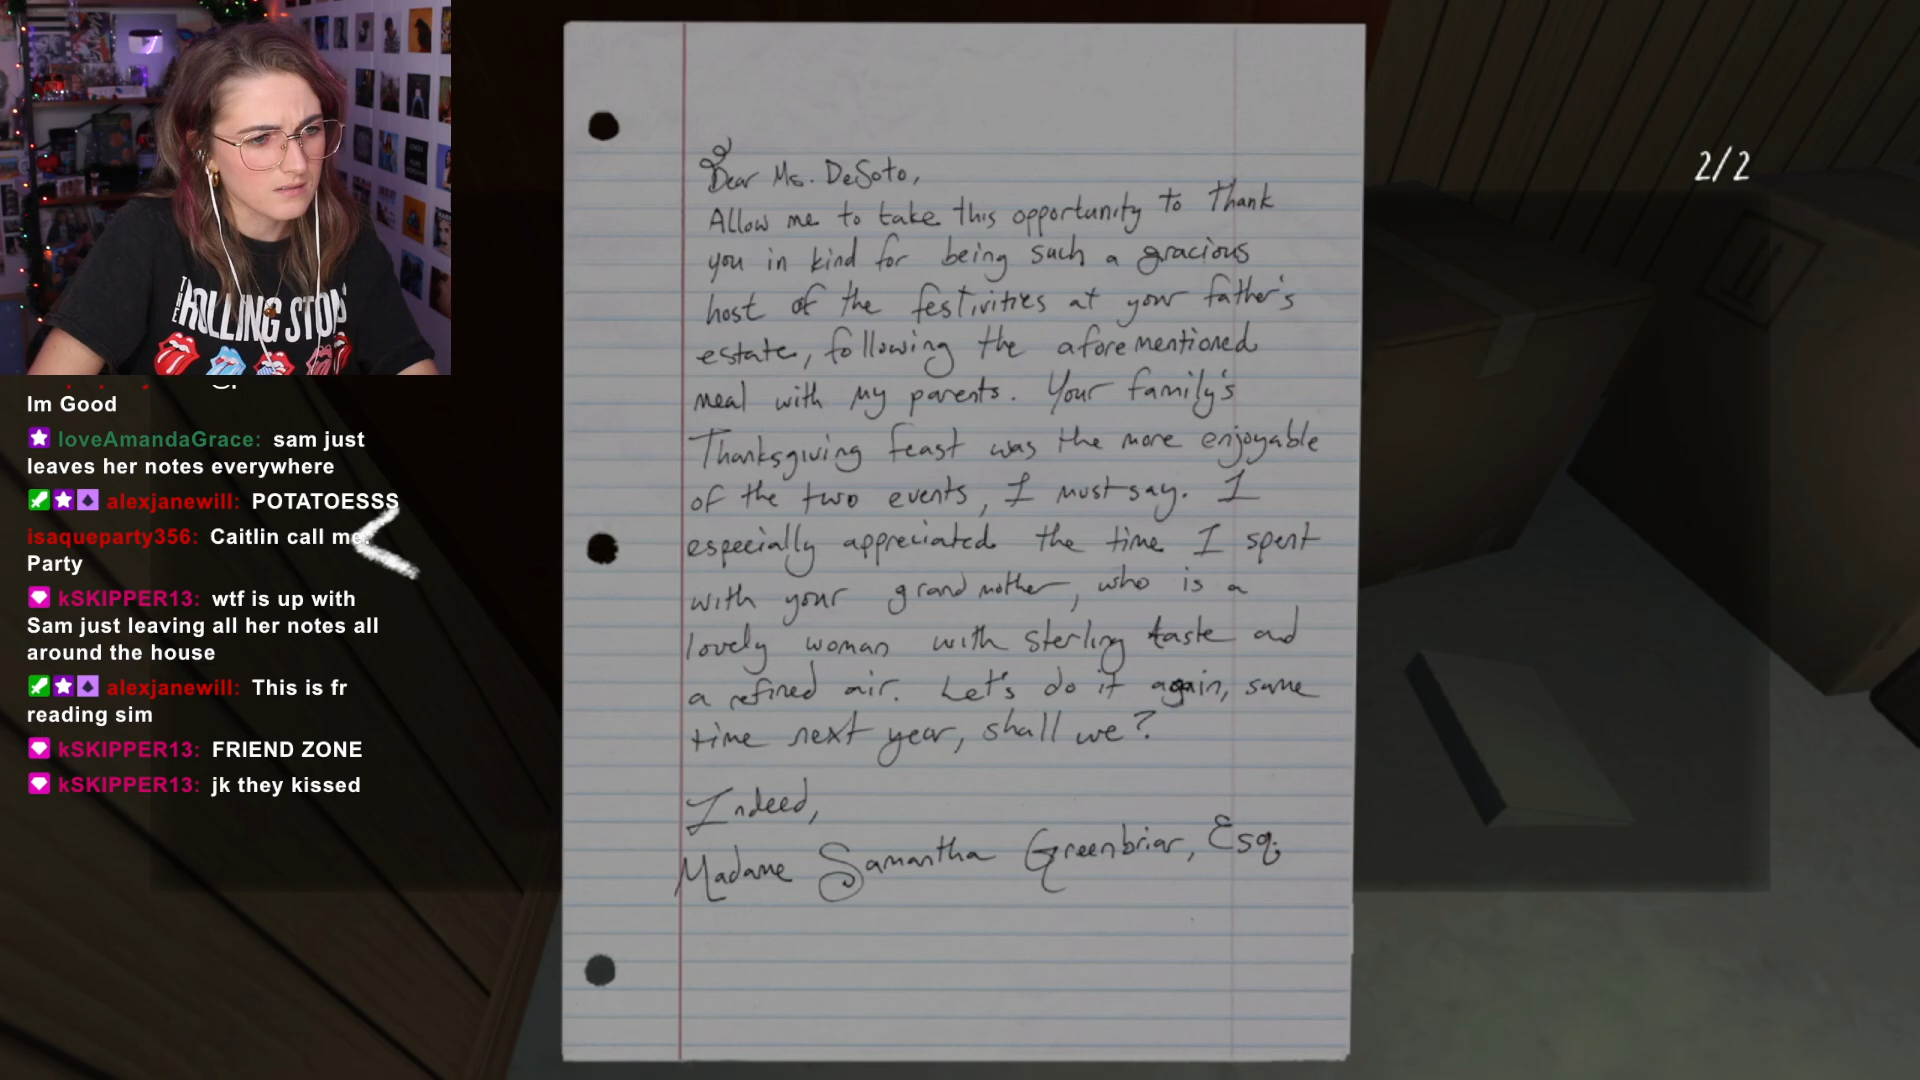 THE
ROLLING STON
Im Good
loveAmandaGrace: sam just
leaves her notes everywhere
alexjanewill: POTATOESSS
isaqueparty356: Caitlin call me.
Party
kSKIPPER13: wtf is up with
Sam just leaving all her notes all
around the house
alexjanewill: This is fr
reading sim
kSKIPPER13: FRIEND ZONE
kSKIPPER13: jk they kissed
Dear Ms. DeSoto,
Allow me to take this opportunity to thank
you in kind for being such a gracious
host of the festivities at your father's
estate, following the aforementioned
meal with my parents. Your family's
Thanksgiving feast was the more enjoyable
of the two events, I must say. I
especially appreciated the time I spent
with your grandmother, who is a
lovely woman with sterling taste and
a refined air. Let's do it again, same
time next year, shall we?
Indeed,
Madame Samantha Greenbriar, Esq.
2/2